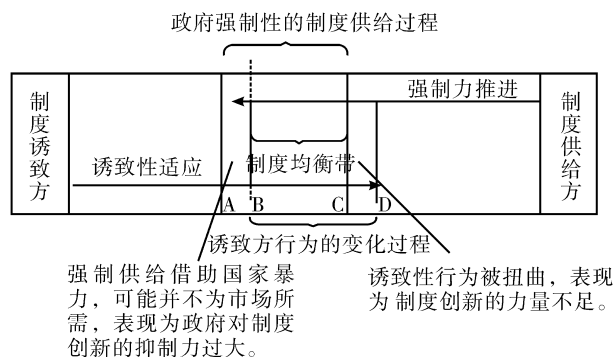 政府强制性的制度供给过程
强制力推进
制度诱致方
制度供给方
诱致性适应
制度均衡带
A B C D
诱致方行为的变化过程
强制供给借助国家暴
力，可能并不为市场所
需，表现为政府对制度
创新的抑制力过大。
诱致性行为被扭曲，表现
为制度创新的力量不足。